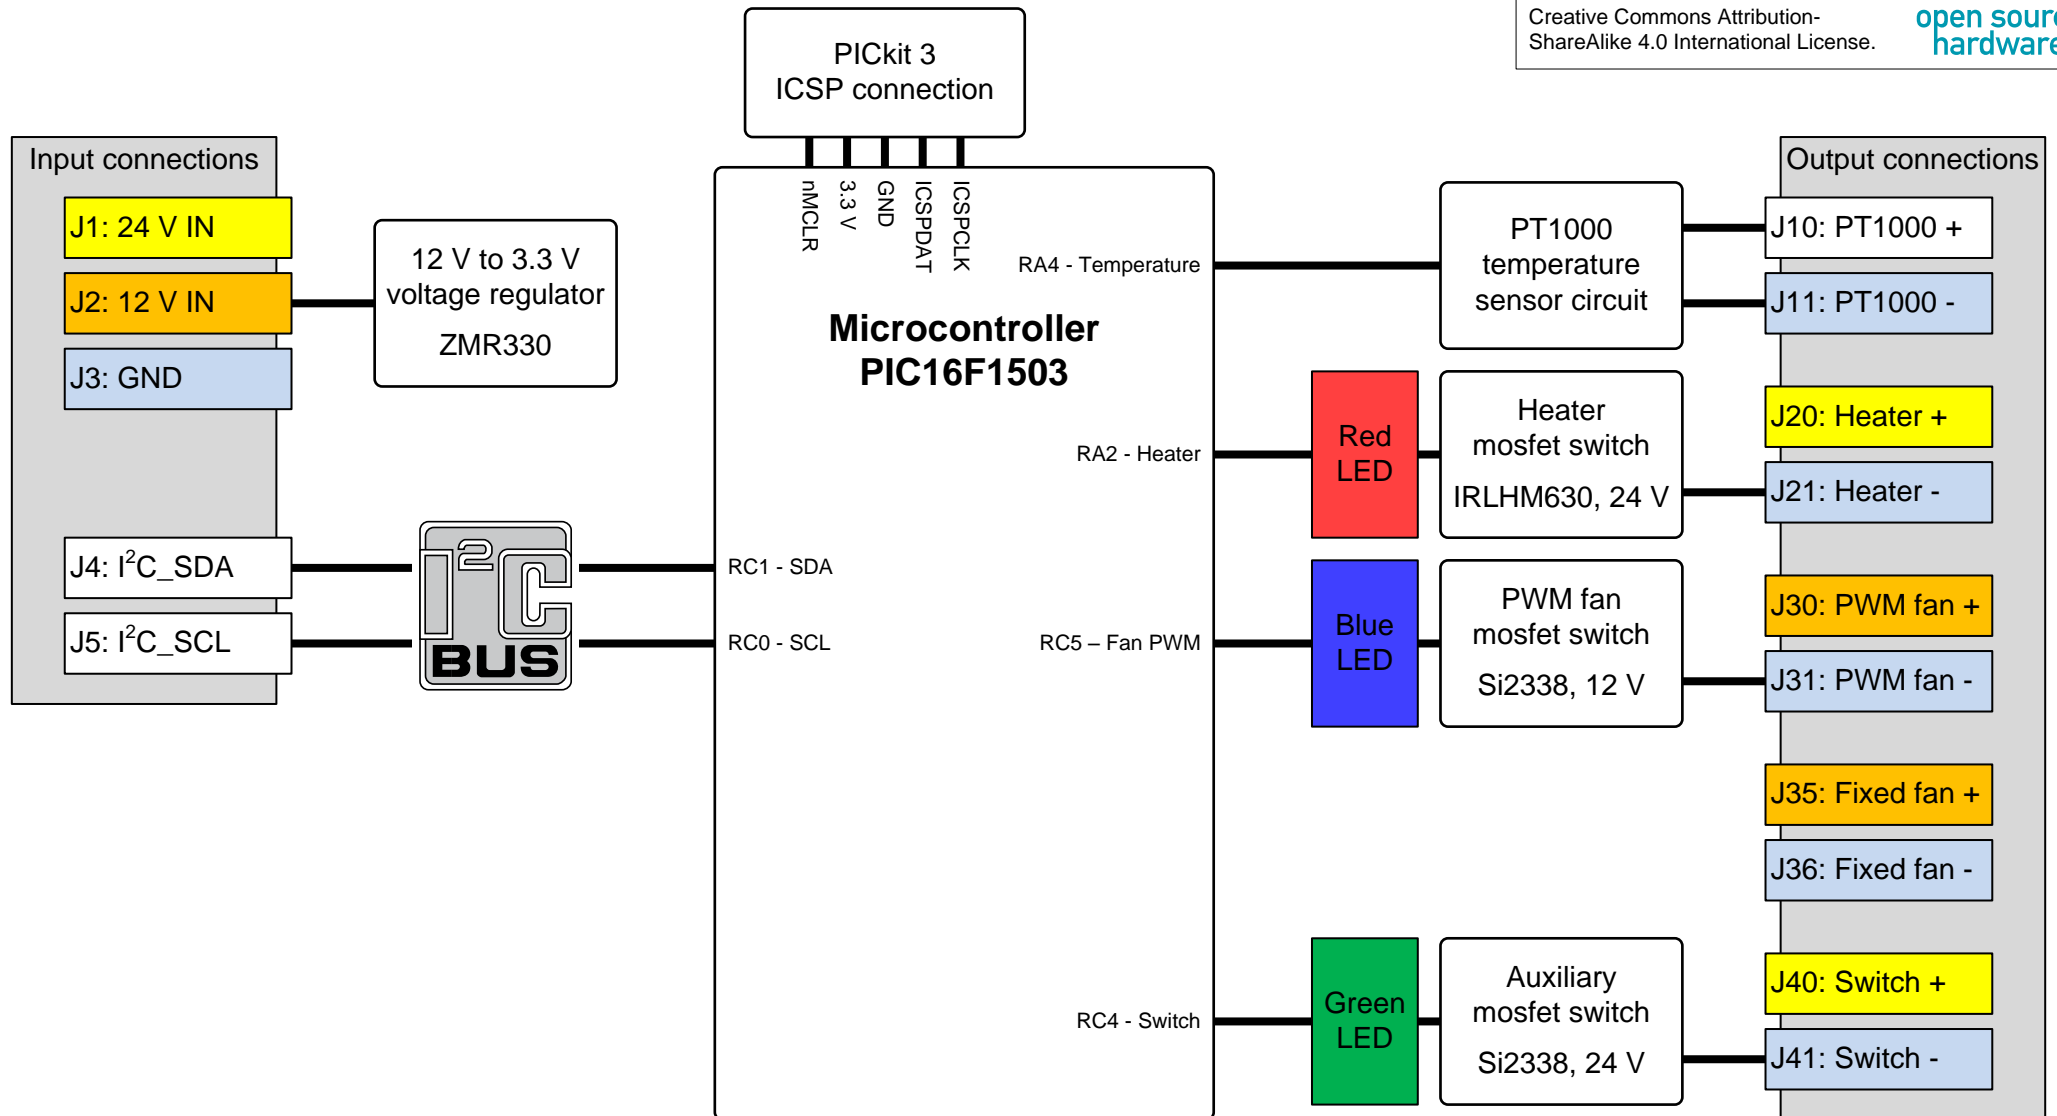 Creative Commons Attribution-
ShareAlike 4.0 International License.
hardware
PICkit 3
ICSP connection
Input connections
J1: 24 V IN
J2: 12 V IN
J3: GND
J4: I²C_SDA
J5: I²C_SCL
12 V to 3.3 V
voltage regulator
ZMR330
I²C
BUS
nMCLR
3.3 V
GND
ICSPDAT
ICSPCLK
Microcontroller
PIC16F1503
RC1 - SDA
RC0 - SCL
RA4 - Temperature
RA2 - Heater
RC5 – Fan PWM
RC4 - Switch
Red
LED
Blue
LED
Green
LED
PT1000
temperature
sensor circuit
Heater
mosfet switch
IRLHM630, 24 V
PWM fan
mosfet switch
Si2338, 12 V
Auxiliary
mosfet switch
Si2338, 24 V
Output connections
J10: PT1000 +
J11: PT1000 -
J20: Heater +
J21: Heater -
J30: PWM fan +
J31: PWM fan -
J35: Fixed fan +
J36: Fixed fan -
J40: Switch +
J41: Switch -
open sour